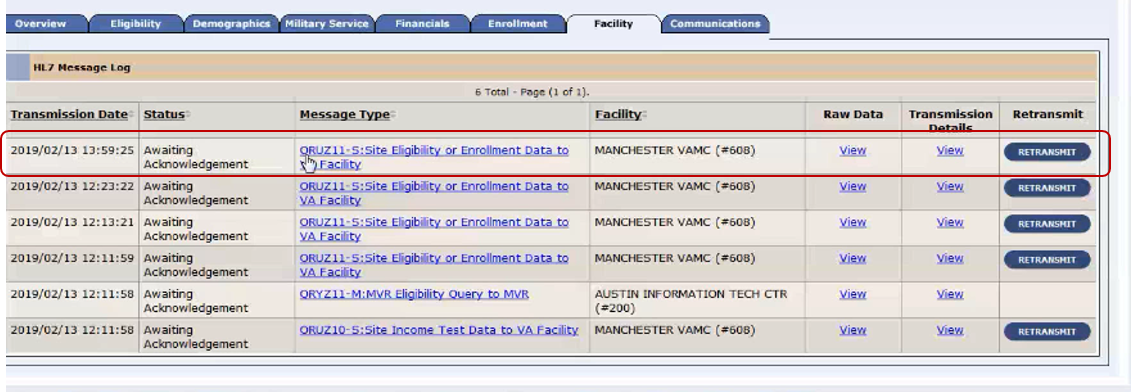 Overview Eligibility Demographics Military Service Financials Enrollment Facility Communications
HL7 Message Log
6 Total - Page (1 of 1).
Transmission Date Status Message Type Facility Raw Data Transmission Details Retransmit
2019/02/13 13:59:25 Awaiting ORUZ11-S:Site Eligibility or Enrollment Data to MANCHESTER VAMC (#608) View View RETRANSMIT
Acknowledgement Facility
2019/02/13 12:23:22 Awaiting ORUZ11-S:Site Eligibility or Enrollment Data to MANCHESTER VAMC (#608) View View RETRANSMIT
Acknowledgement VA Facility
2019/02/13 12:13:21 Awaiting ORUZ11-S:Site Eligibility or Enrollment Data to MANCHESTER VAMC (#608) View View RETRANSMIT
Acknowledgement VA Facility
2019/02/13 12:11:59 Awaiting ORUZ11-S:Site Eligibility or Enrollment Data to MANCHESTER VAMC (#608) View View RETRANSMIT
Acknowledgement VA Facility
2019/02/13 12:11:58 Awaiting ORYZ11-M:MVR Eligibility Query to MVR AUSTIN INFORMATION TECH CTR View View
Acknowledgement (#200)
2019/02/13 12:11:58 Awaiting ORUZ10-S:Site Income Test Data to VA Facility MANCHESTER VAMC (#608) View View RETRANSMIT
Acknowledgement